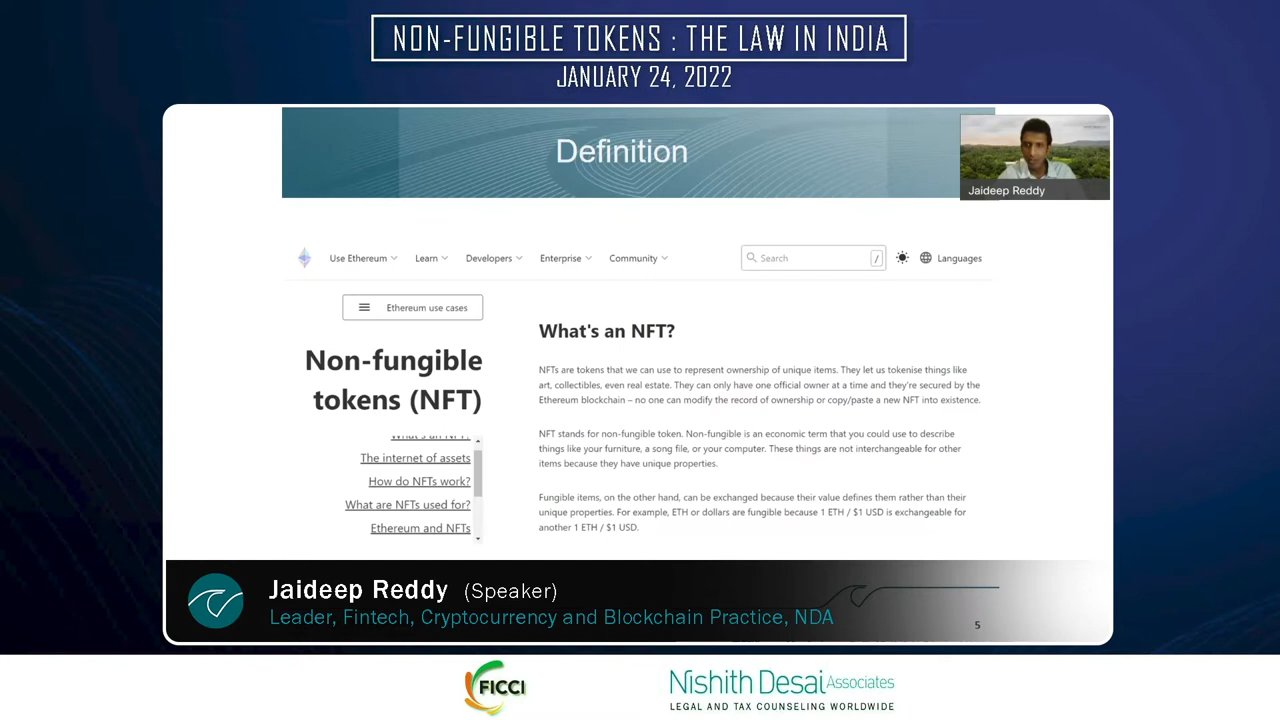 NON-FUNGIBLE TOKENS : THE LAW IN INDIA
JANUARY 24, 2022
Definition
Jaideep Reddy
Use Ethereum
Learn
Developers
Enterprise
Community
Search
/
Languages
Ethereum use cases
Non-fungible
tokens (NFT)
What's an NFT?
The internet of assets
How do NFTs work?
What are NFTs used for?
Ethereum and NFTs
What's an NFT?
NFTs are tokens that we can use to represent ownership of unique items. They let us tokenise things like
art, collectibles, even real estate. They can only have one official owner at a time and they're secured by the
Ethereum blockchain – no one can modify the record of ownership or copy/paste a new NFT into existence.
NFT stands for non-fungible token. Non-fungible is an economic term that you could use to describe
things like your furniture, a song file, or your computer. These things are not interchangeable for other
items because they have unique properties.
Fungible items, on the other hand, can be exchanged because their value defines them rather than their
unique properties. For example, ETH or dollars are fungible because 1 ETH / $1 USD is exchangeable for
another 1 ETH / $1 USD.
Jaideep Reddy (Speaker)
Leader, Fintech, Cryptocurrency and Blockchain Practice, NDA
5
FICCI
Nishith Desai Associates
LEGAL AND TAX COUNSELING WORLDWIDE